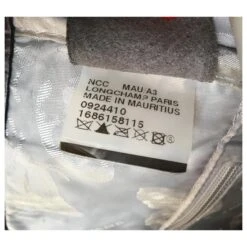 NCC MAU A3
LONGCHAMP PARIS
MADE IN MAURITIUS
0924410
1686158115